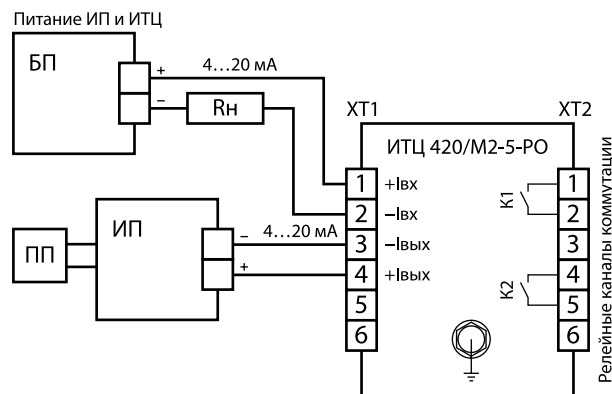 Питание ИП и ИТЦ
БП
+
4...20 мА
–
Rн
XT1
XT2
ИТЦ 420/М2-5-РО
1
+Iвх
2
–Iвх
3
–Iвых
4
+Iвых
5
6
ПП
ИП
–
4...20 мА
+
К1
К2
1
2
3
4
5
6
Релейные каналы коммутации